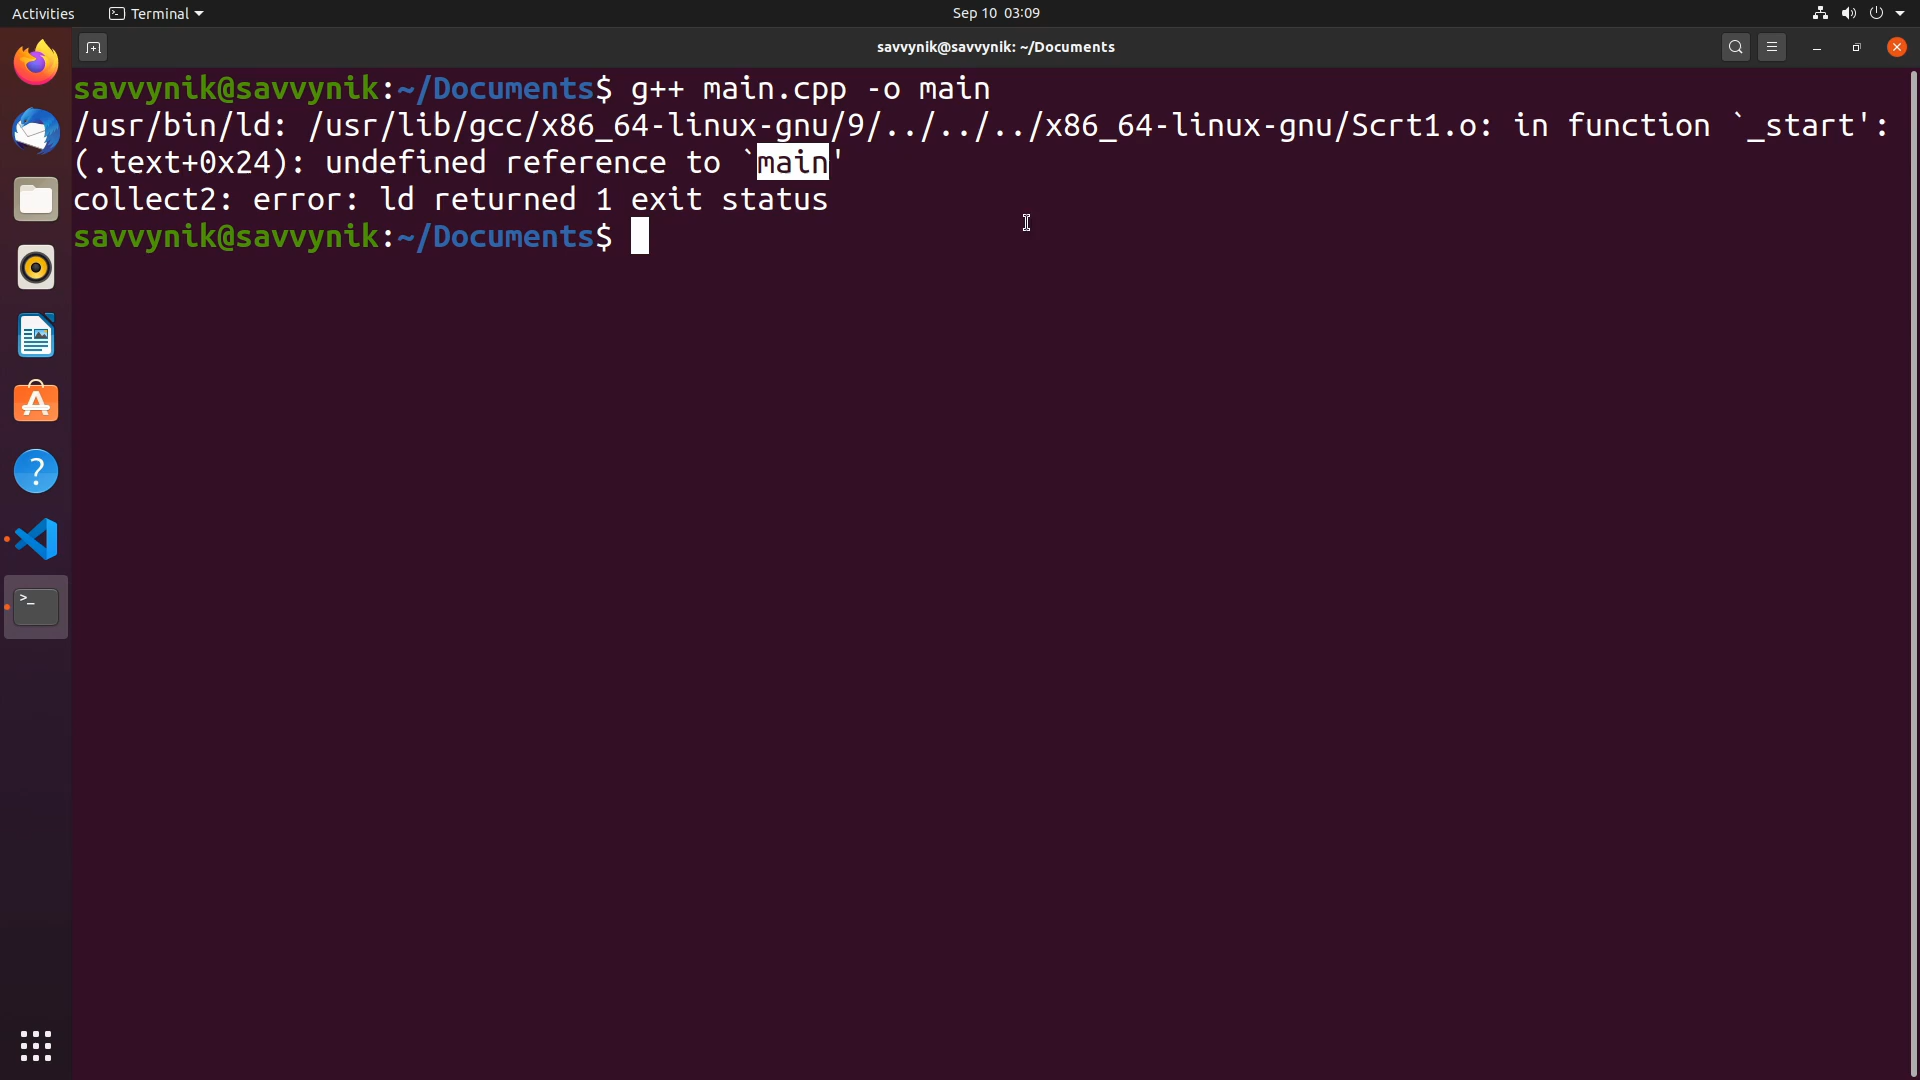 Activities
Terminal
Sep 10 03:09
savvynik@savvynik: ~/Documents
savvynik@savvynik:~/Documents$ g++ main.cpp -o main
/usr/bin/ld: /usr/lib/gcc/x86_64-linux-gnu/9/../../../x86_64-linux-gnu/Scrt1.o: in function `_start':
(.text+0x24): undefined reference to `main'
collect2: error: ld returned 1 exit status
savvynik@savvynik:~/Documents$